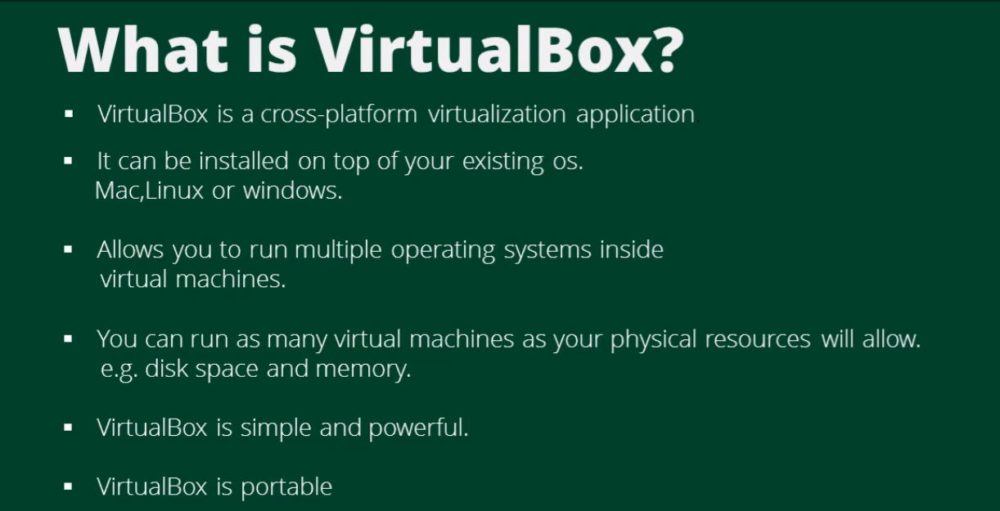 What is VirtualBox?
▪ VirtualBox is a cross-platform virtualization application.
▪ It can be installed on top of your existing os.
Mac,Linux or windows.
▪ Allows you to run multiple operating systems inside
virtual machines.
▪ You can run as many virtual machines as your physical resources will allow.
e.g. disk space and memory.
▪ VirtualBox is simple and powerful.
▪ VirtualBox is portable